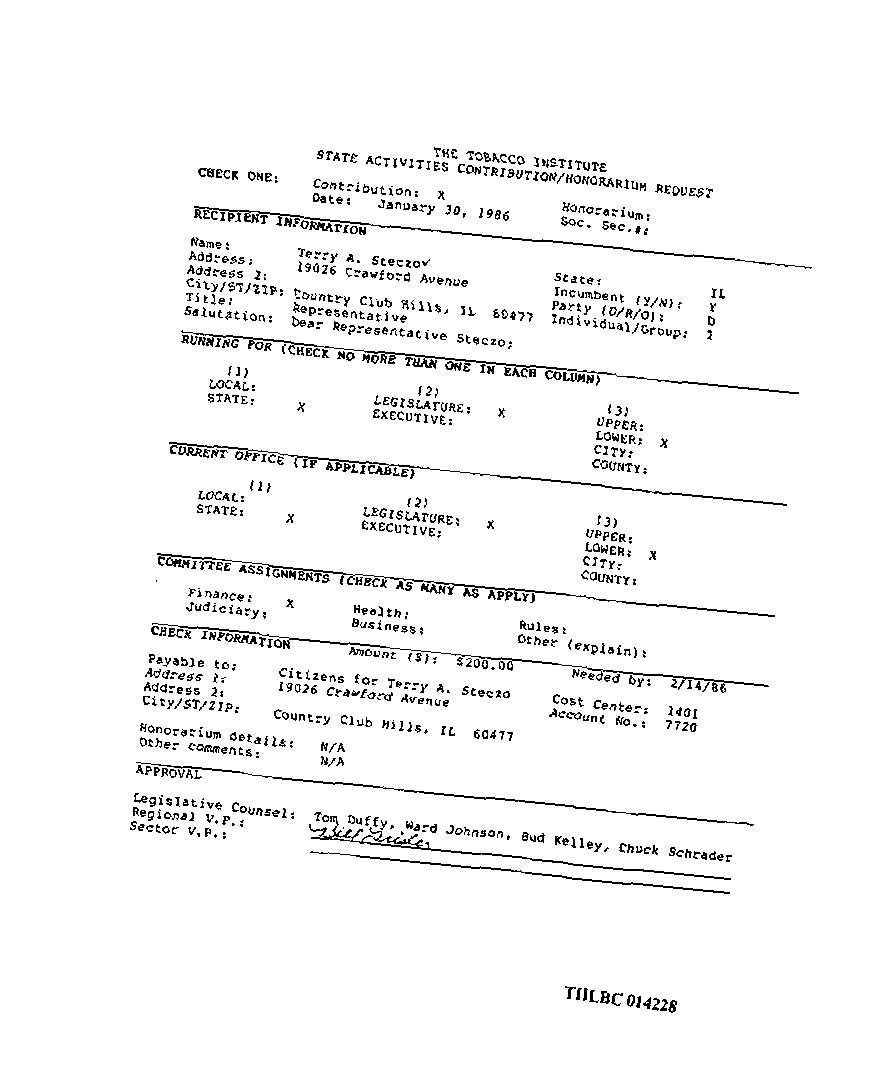 THE TOBACCO INSTITUTE
STATE ACTIVITIES CONTRIBUTION/HONORARIUM REQUEST
CHECK ONE: Contribution: X Honorarium:
Date: January 30, 1986 Soc. Sec.#:
RECIPIENT INFORMATION
Name: Terry A. Steczo State: IL
Address: 19026 Crawford Avenue Incumbent (Y/N): Y
Address 2: Party (D/R/O): D
City/ST/ZIP: Country Club Hills, IL 60477 Individual/Group:
Title: Representative
Salutation: Dear Representative Steczo:
RUNNING FOR (CHECK NO MORE THAN ONE IN EACH COLUMN)
(1) (2) (3)
LOCAL: LEGISLATURE: X UPPER:
STATE: X EXECUTIVE: LOWER: X
CITY:
COUNTY:
CURRENT OFFICE (IF APPLICABLE)
(1) (2) (3)
LOCAL: LEGISLATURE: X UPPER:
STATE: X EXECUTIVE: LOWER: X
CITY:
COUNTY:
COMMITTEE ASSIGNMENTS (CHECK AS MANY AS APPLY)
Finance: X Health: Rules:
Judiciary: Business: Other (explain):
CHECK INFORMATION Amount ($): $200.00 Needed by: 2/14/86
Payable to: Citizens for Terry A. Steczo Cost Center: 1401
Address 1: 19026 Crawford Avenue Account No.: 7720
Address 2:
City/ST/ZIP: Country Club Hills, IL 60477
Honorarium details: N/A
Other comments: N/A
APPROVAL
Legislative Counsel: Tom Duffy, Ward Johnson, Bud Kelley, Chuck Schrader
Regional V.P.: Bill
Sector V.P.:
TIILBC 014228